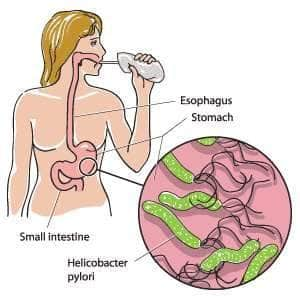 Esophagus
Stomach
Small intestine
Helicobacter
pylori